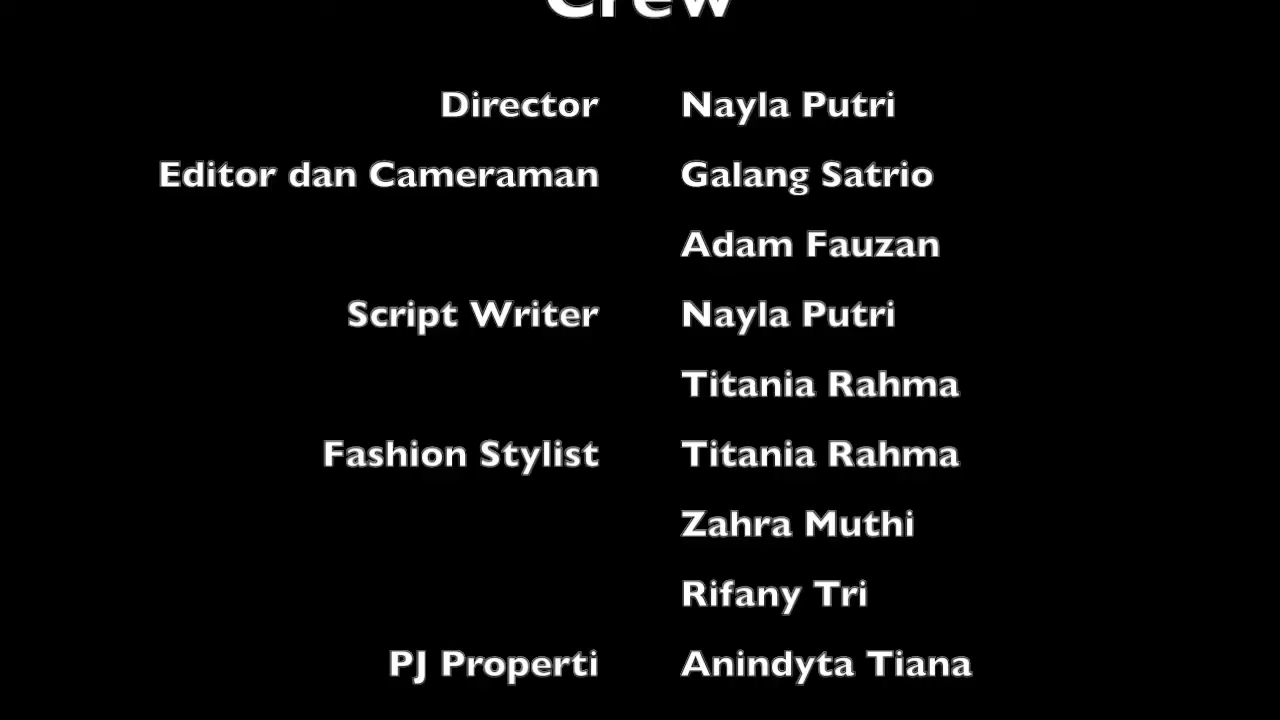 Crew
Director Nayla Putri
Editor dan Cameraman Galang Satrio
Adam Fauzan
Script Writer Nayla Putri
Titania Rahma
Fashion Stylist Titania Rahma
Zahra Muthi
Rifany Tri
PJ Properti Anindyta Tiana